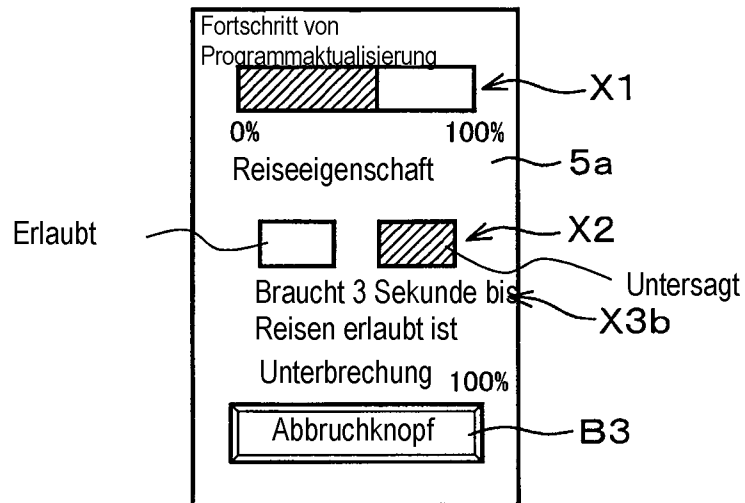 Fortschritt von
Programmaktualisierung
X1
0% 100%
5a
Reiseeigenschaft
Erlaubt
X2
Untersagt
Braucht 3 Sekunde bis
Reisen erlaubt ist
X3b
Unterbrechung 100%
Abbruchknopf
B3